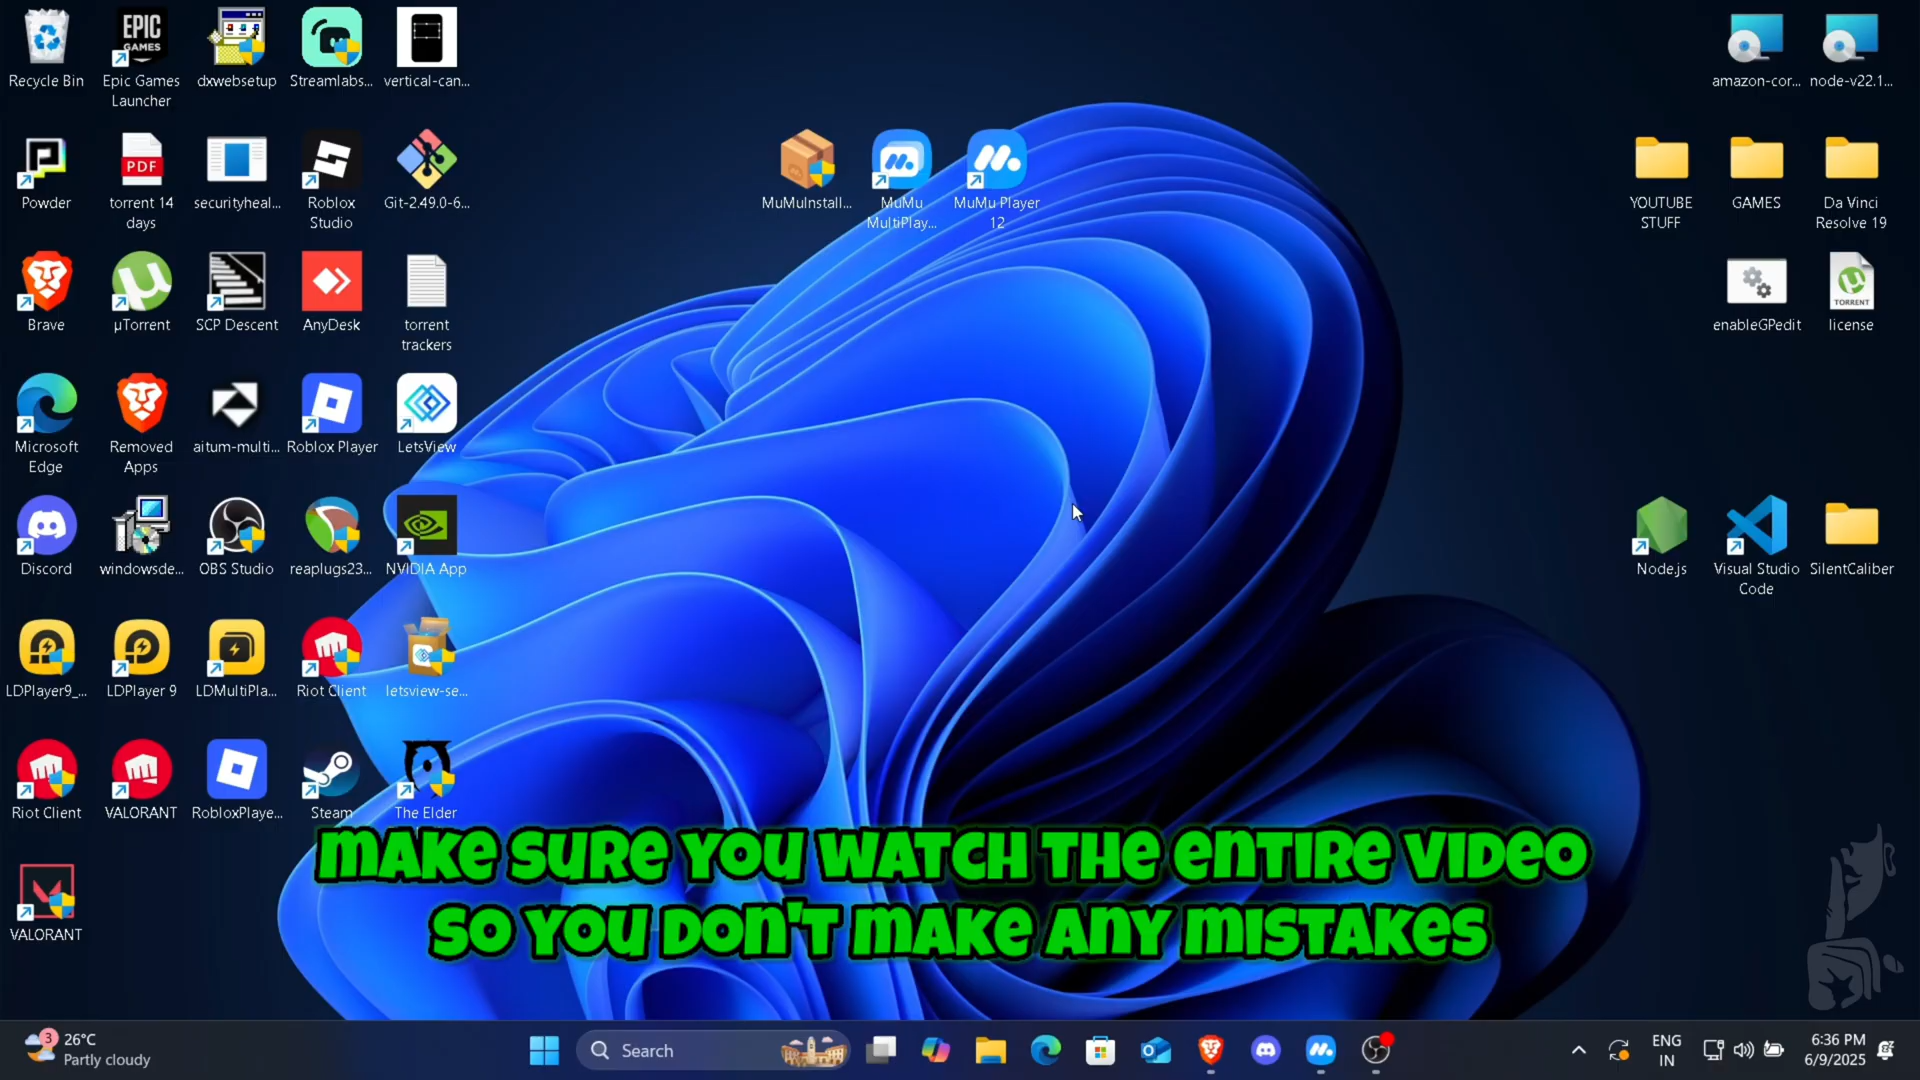 Recycle Bin
EPIC
GAMES
Epic Games
Launcher
dxwebsetup
Streamlabs...
vertical-can...
amazon-cor...
node-v22.1...
Powder
PDF
torrent 14
days
securityheal...
Roblox
Studio
Git-2.49.0-6...
MuMuInstall...
MuMu
MultiPlay...
MuMu Player
12
YOUTUBE
STUFF
GAMES
Da Vinci
Resolve 19
Brave
µTorrent
SCP Descent
AnyDesk
torrent
trackers
enableGPedit
TORRENT
license
Microsoft
Edge
Removed
Apps
aitum-multi...
Roblox Player
LetsView
Discord
windowsde...
OBS Studio
reaplugs23...
NVIDIA App
Node.js
Visual Studio
Code
SilentCaliber
LDPlayer9_...
LDPlayer 9
LDMultiPla...
Riot Client
letsview-se...
Riot Client
VALORANT
RobloxPlaye...
Steam
The Elder
VALORANT
MAKE SURE YOU WATCH THE ENTIRE VIDEO
SO YOU DON'T MAKE ANY MISTAKES
3
26°C
Partly cloudy
Search
ENG
IN
6:36 PM
6/9/2025